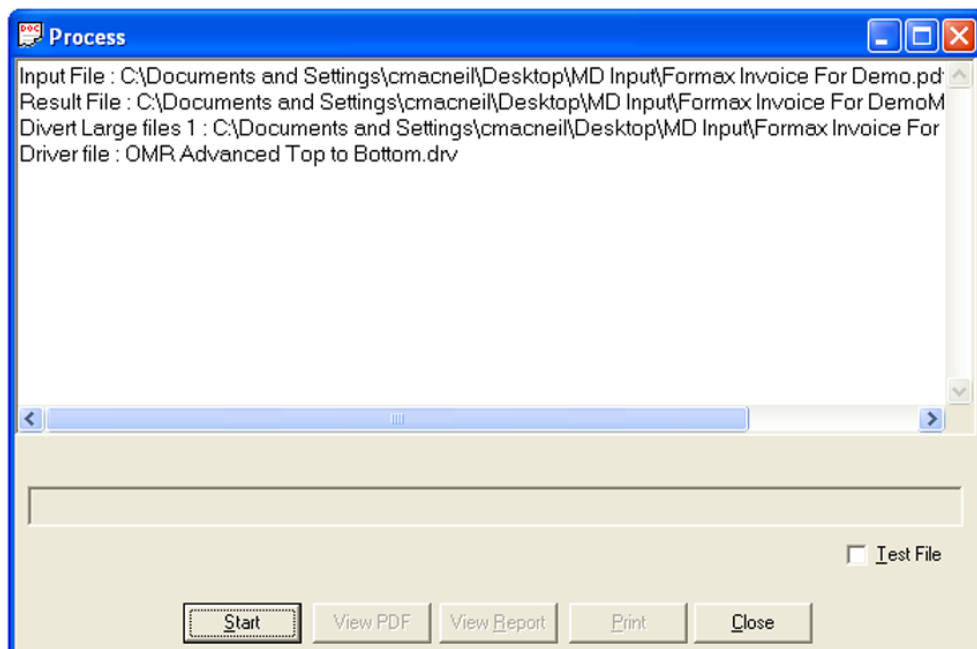 DOC
Process
Input File : C:\Documents and Settings\cmacneil\Desktop\MD Input\Formax Invoice For Demo.pdf
Result File : C:\Documents and Settings\cmacneil\Desktop\MD Input\Formax Invoice For DemoM
Divert Large files 1 : C:\Documents and Settings\cmacneil\Desktop\MD Input\Formax Invoice For
Driver file : OMR Advanced Top to Bottom.drv
Test File
Start View PDF View Report Print Close